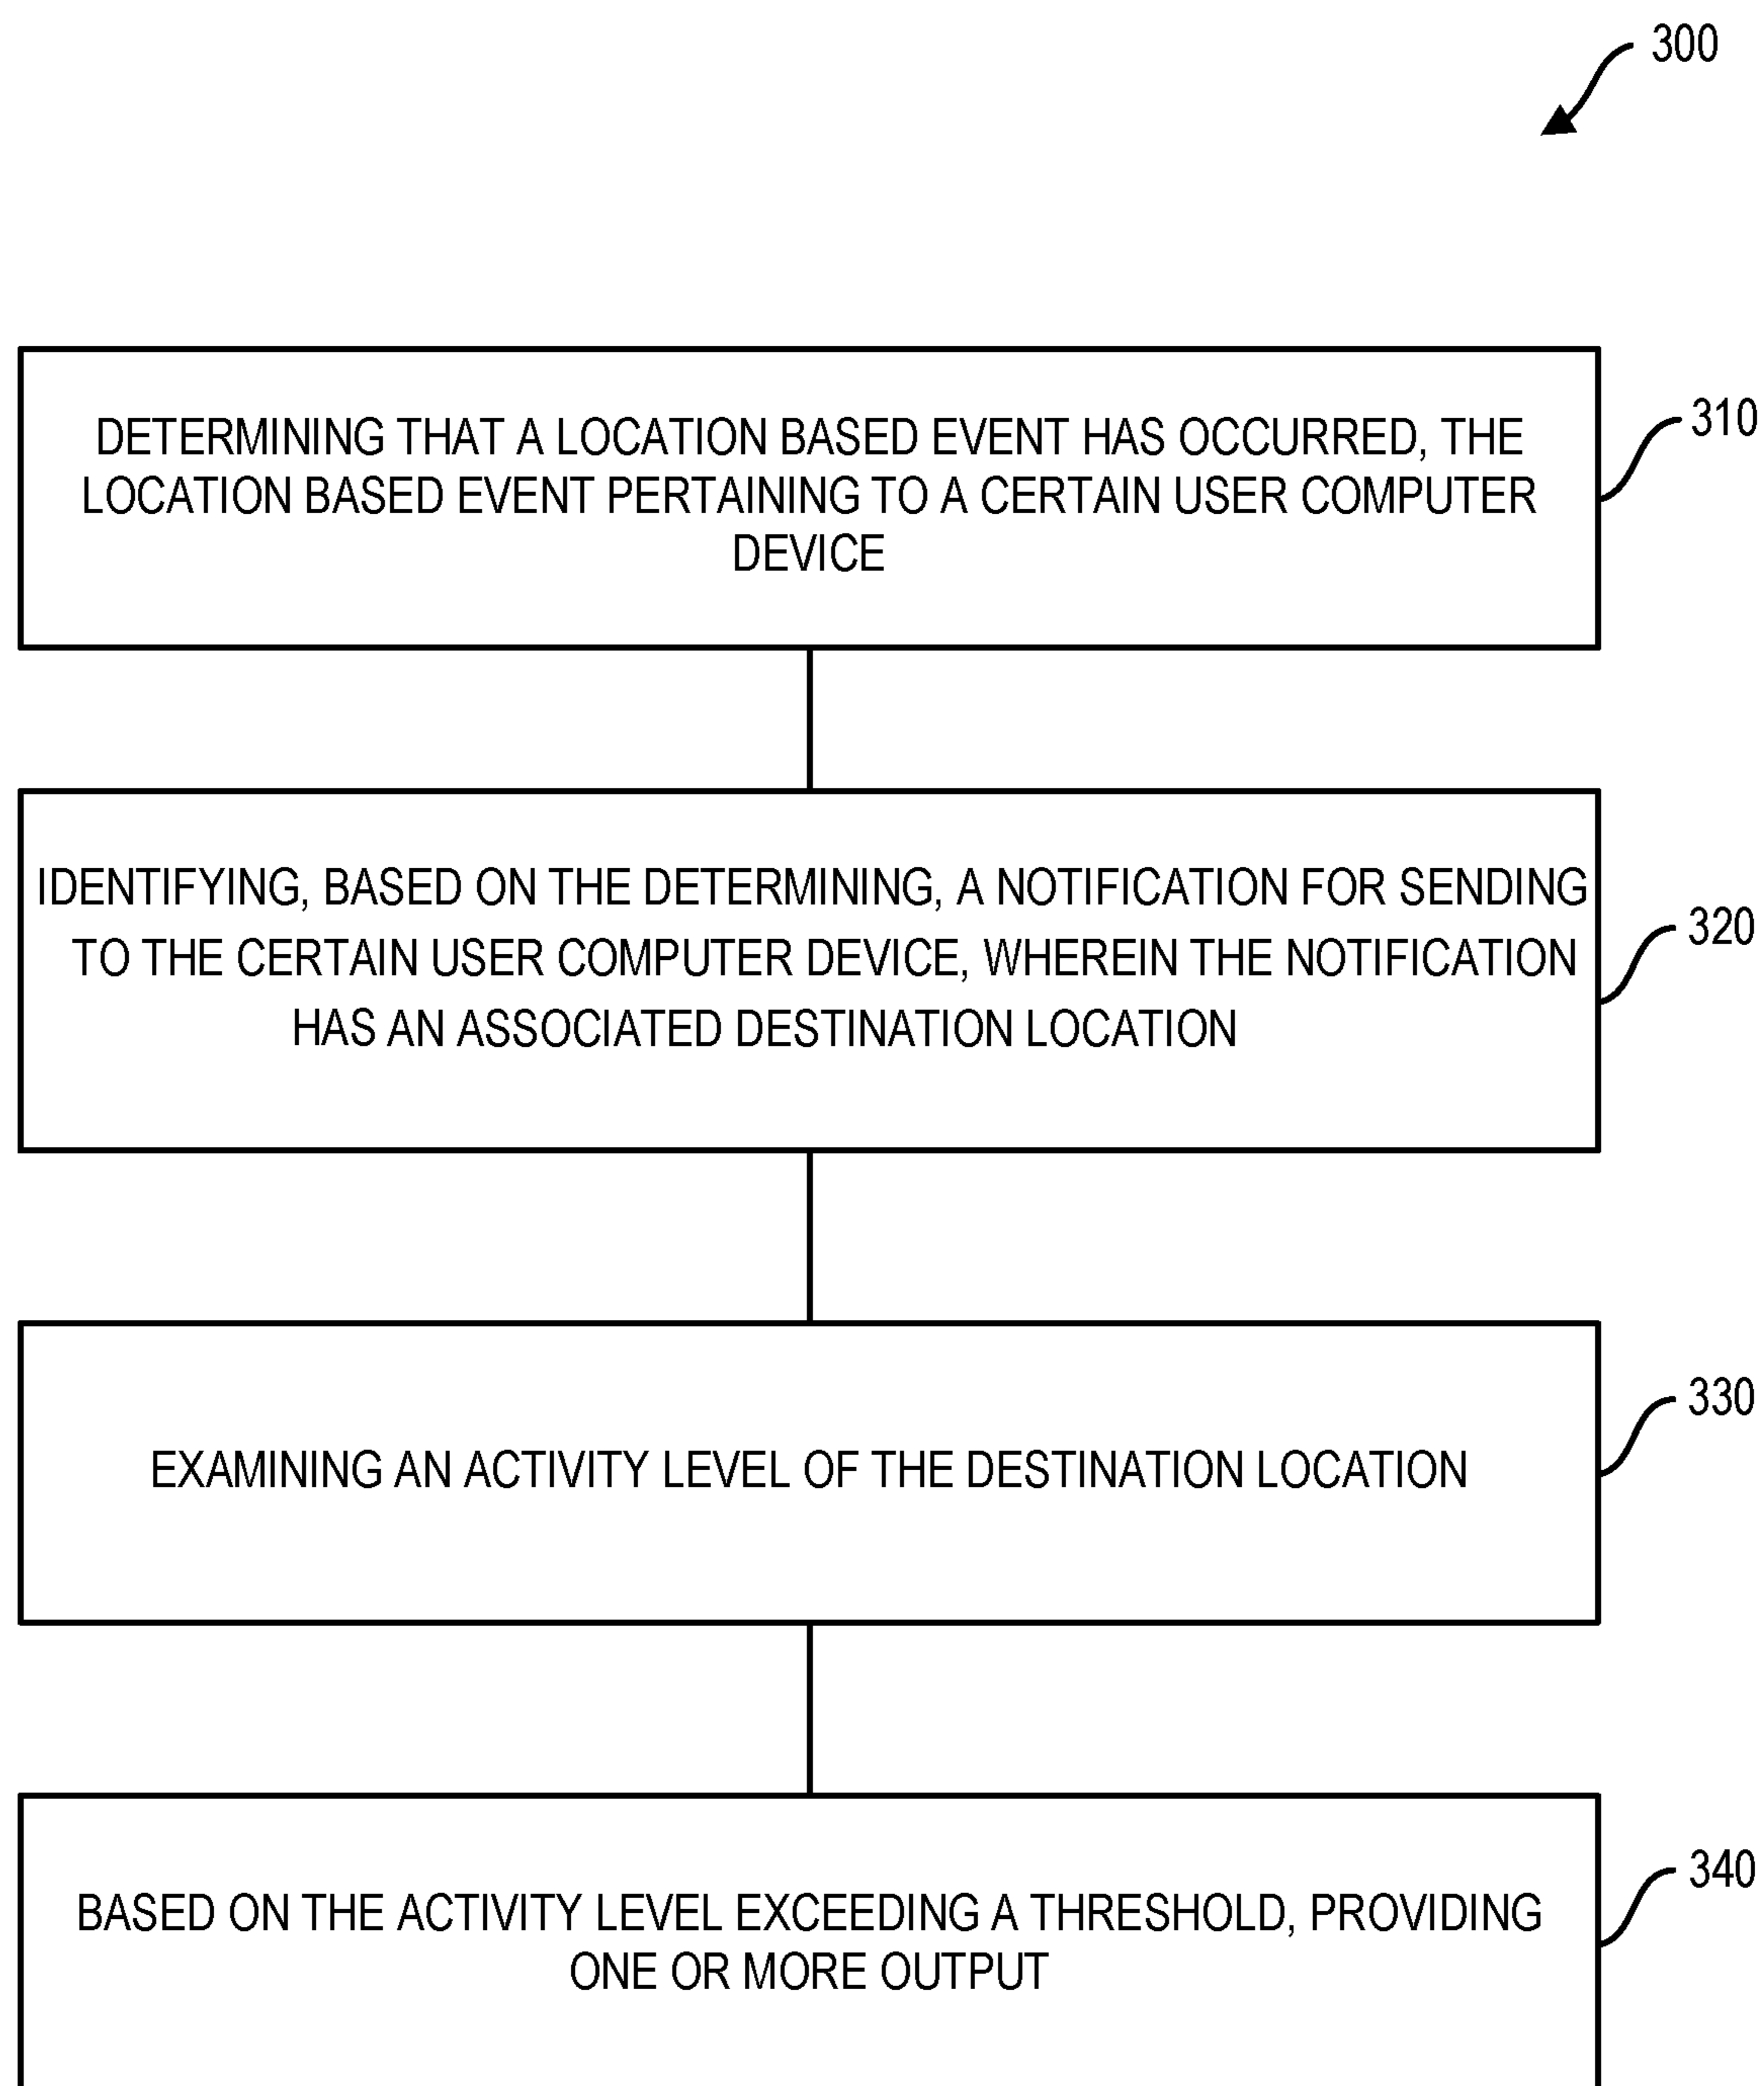 300
DETERMINING THAT A LOCATION BASED EVENT HAS OCCURRED, THE
LOCATION BASED EVENT PERTAINING TO A CERTAIN USER COMPUTER
DEVICE
310
IDENTIFYING, BASED ON THE DETERMINING, A NOTIFICATION FOR SENDING
TO THE CERTAIN USER COMPUTER DEVICE, WHEREIN THE NOTIFICATION
HAS AN ASSOCIATED DESTINATION LOCATION
320
EXAMINING AN ACTIVITY LEVEL OF THE DESTINATION LOCATION
330
BASED ON THE ACTIVITY LEVEL EXCEEDING A THRESHOLD, PROVIDING
ONE OR MORE OUTPUT
340